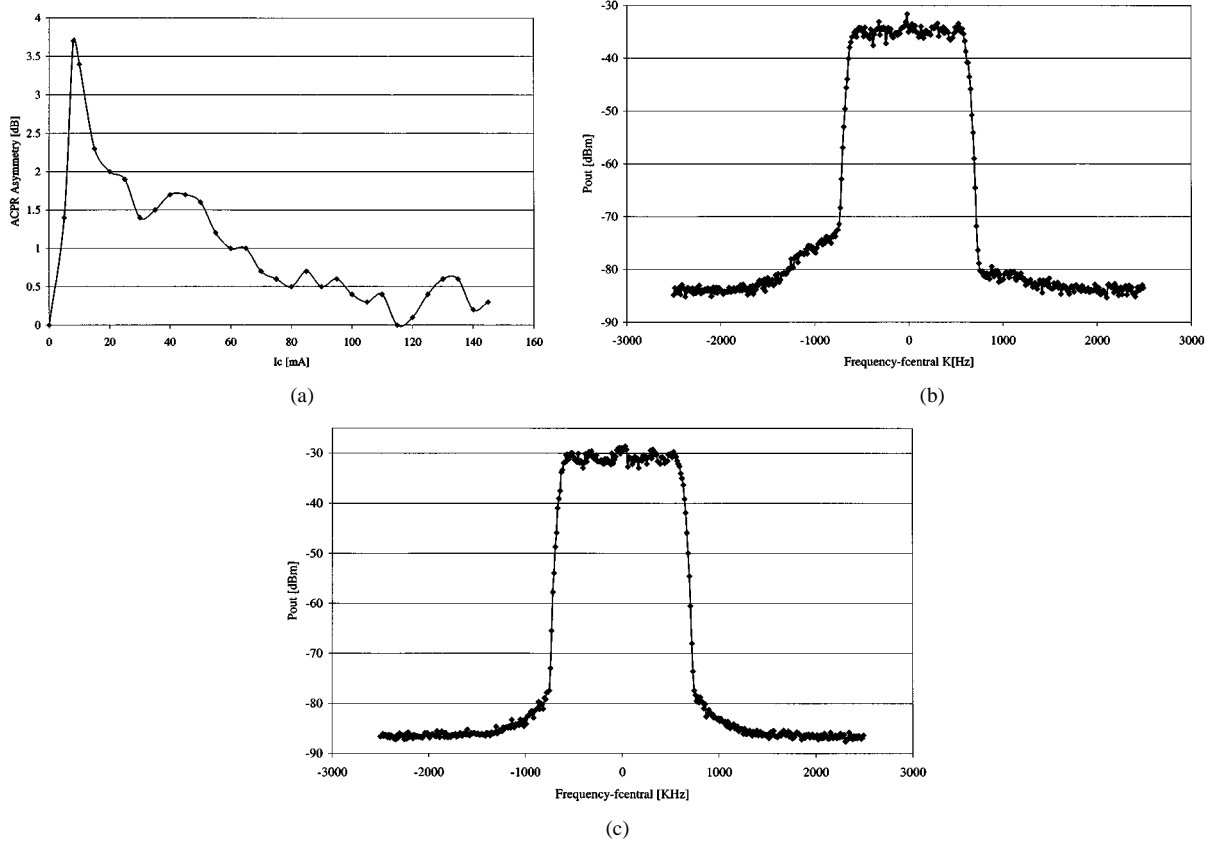 4
3.5
3
2.5
2
1.5
1
0.5
0
ACPR Asymmetry [dB]
0 20 40 60 80 100 120 140 160
Ic [mA]
(a)
-30
-40
-50
-60
-70
-80
-90
Pout [dBm]
-3000 -2000 -1000 0 1000 2000 3000
Frequency-fcentral K[Hz]
(b)
-30
-40
-50
-60
-70
-80
-90
Pout [dBm]
-3000 -2000 -1000 0 1000 2000 3000
Frequency-fcentral [KHz]
(c)